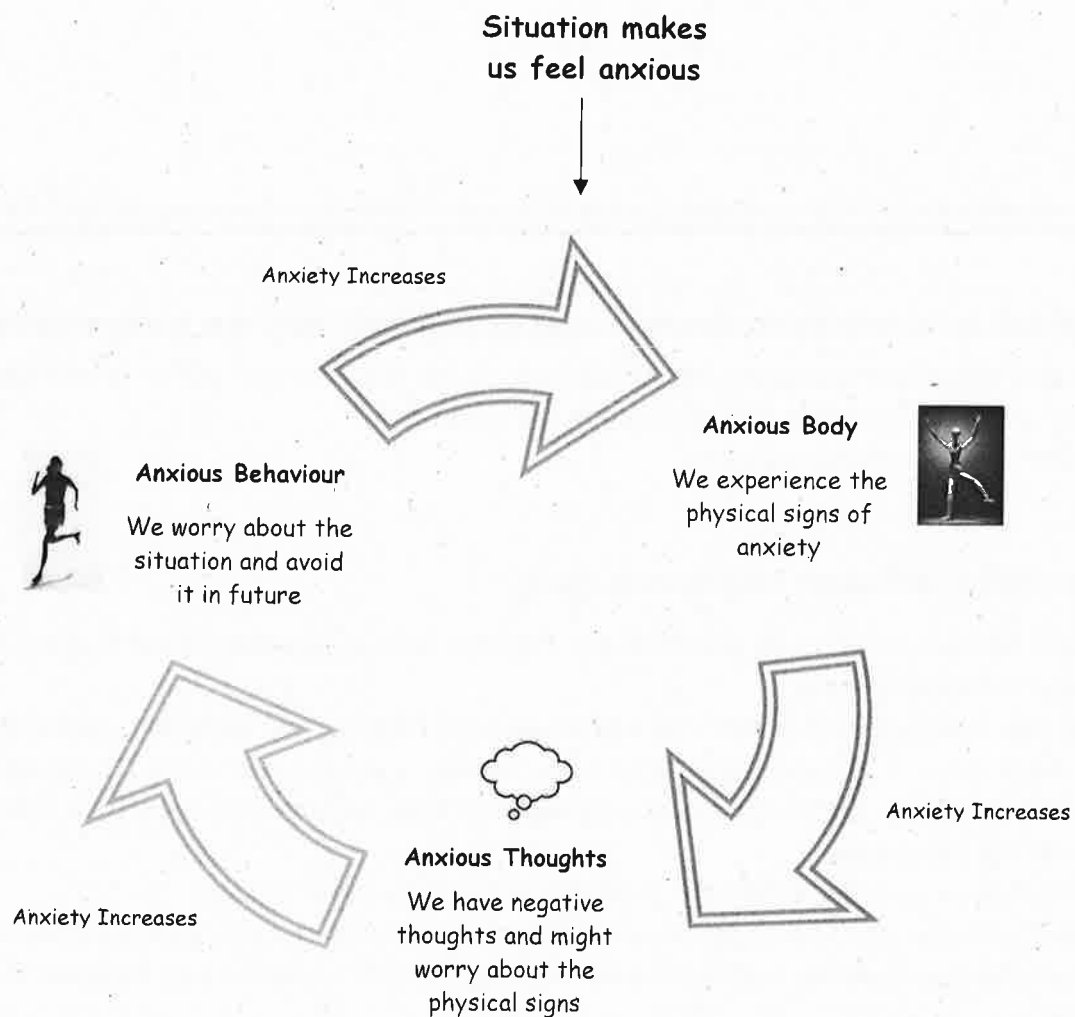 Situation makes
us feel anxious
Anxiety Increases
Anxious Body
We experience the
physical signs of
anxiety
Anxious Behaviour
We worry about the
situation and avoid
it in future
Anxiety Increases
Anxious Thoughts
We have negative
thoughts and might
worry about the
physical signs
Anxiety Increases